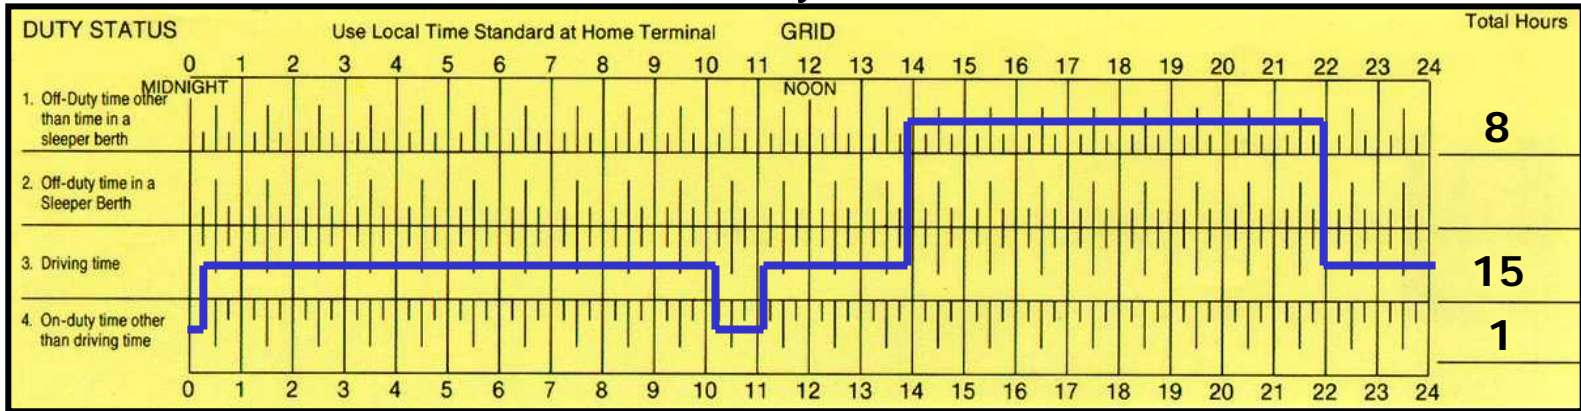 DUTY STATUS Use Local Time Standard at Home Terminal GRID Total Hours
0 1 2 3 4 5 6 7 8 9 10 11 12 13 14 15 16 17 18 19 20 21 22 23 24
MIDNIGHT NOON
1. Off-Duty time other
than time in a
sleeper berth
8
2. Off-duty time in a
Sleeper Berth
3. Driving time
15
4. On-duty time other
than driving time
1
0 1 2 3 4 5 6 7 8 9 10 11 12 13 14 15 16 17 18 19 20 21 22 23 24